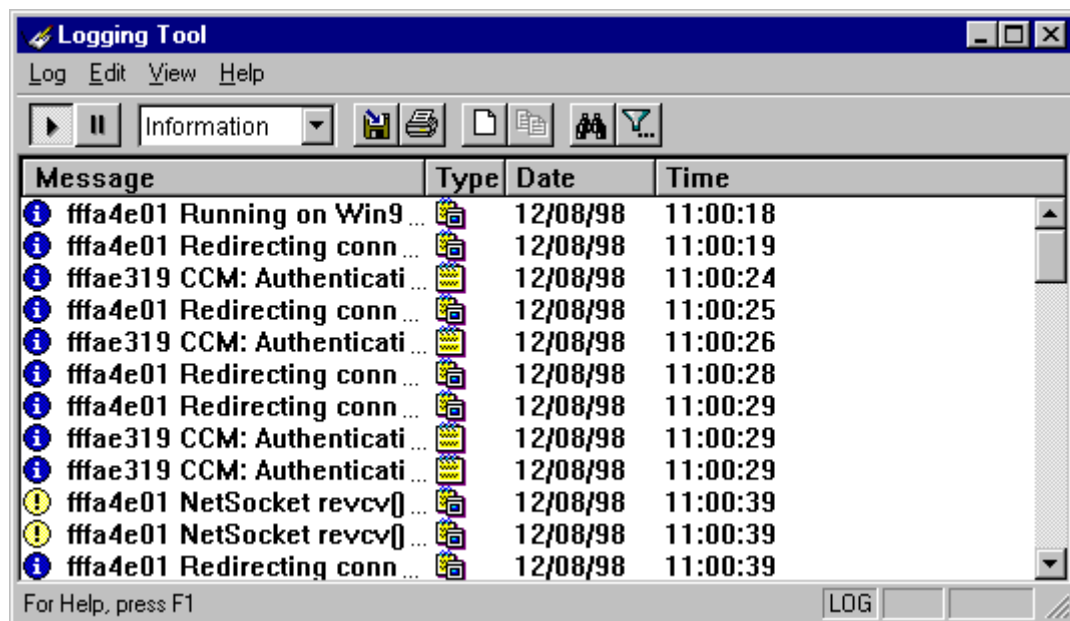 Logging Tool
Log Edit View Help
Information
Message Type Date Time
fffa4e01 Running on Win9... 12/08/98 11:00:18
fffa4e01 Redirecting conn... 12/08/98 11:00:19
fffae319 CCM: Authenticati... 12/08/98 11:00:24
fffa4e01 Redirecting conn... 12/08/98 11:00:25
fffae319 CCM: Authenticati... 12/08/98 11:00:26
fffa4e01 Redirecting conn... 12/08/98 11:00:28
fffa4e01 Redirecting conn... 12/08/98 11:00:29
fffae319 CCM: Authenticati... 12/08/98 11:00:29
fffae319 CCM: Authenticati... 12/08/98 11:00:29
fffa4e01 NetSocket revcv()... 12/08/98 11:00:39
fffa4e01 NetSocket revcv()... 12/08/98 11:00:39
fffa4e01 Redirecting conn... 12/08/98 11:00:39
For Help, press F1 LOG